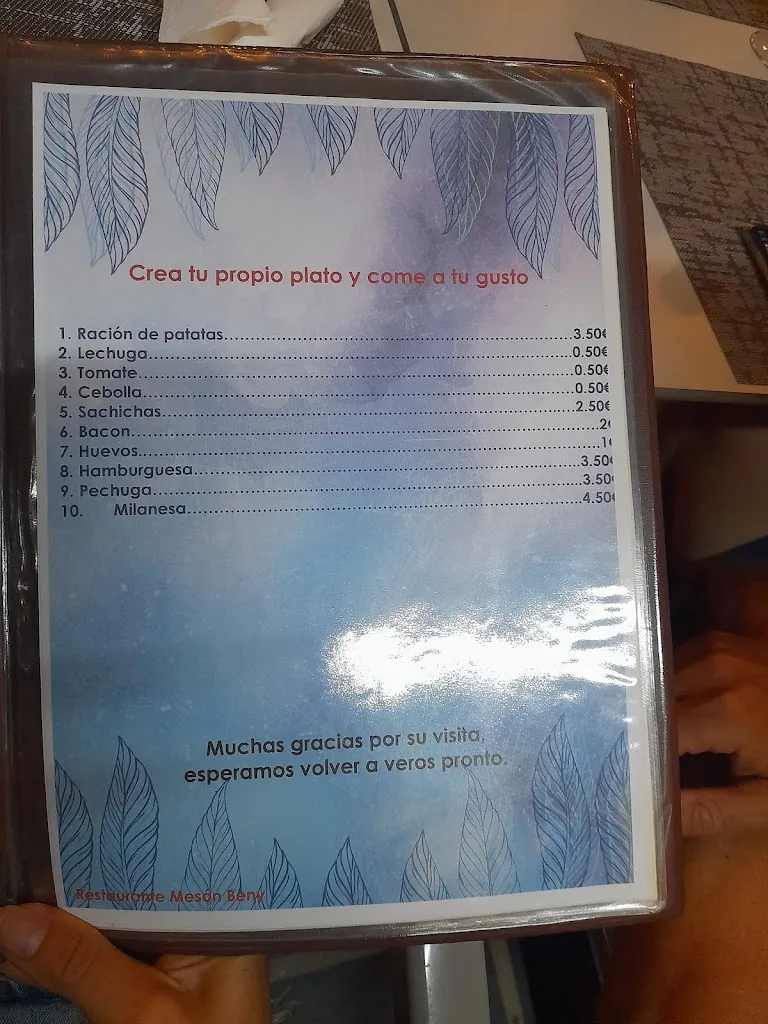 Crea tu propio plato y come a tu gusto
1. Ración de patatas..........3.50€
2. Lechuga..........0.50€
3. Tomate..........0.50€
4. Cebolla..........0.50€
5. Sachichas..........2.50€
6. Bacon..........2€
7. Huevos..........1€
8. Hamburguesa..........3.50€
9. Pechuga..........3.50€
10. Milanesa..........4.50€
Muchas gracias por su visita,
esperamos volver a veros pronto.
Restaurante Mesón Beny